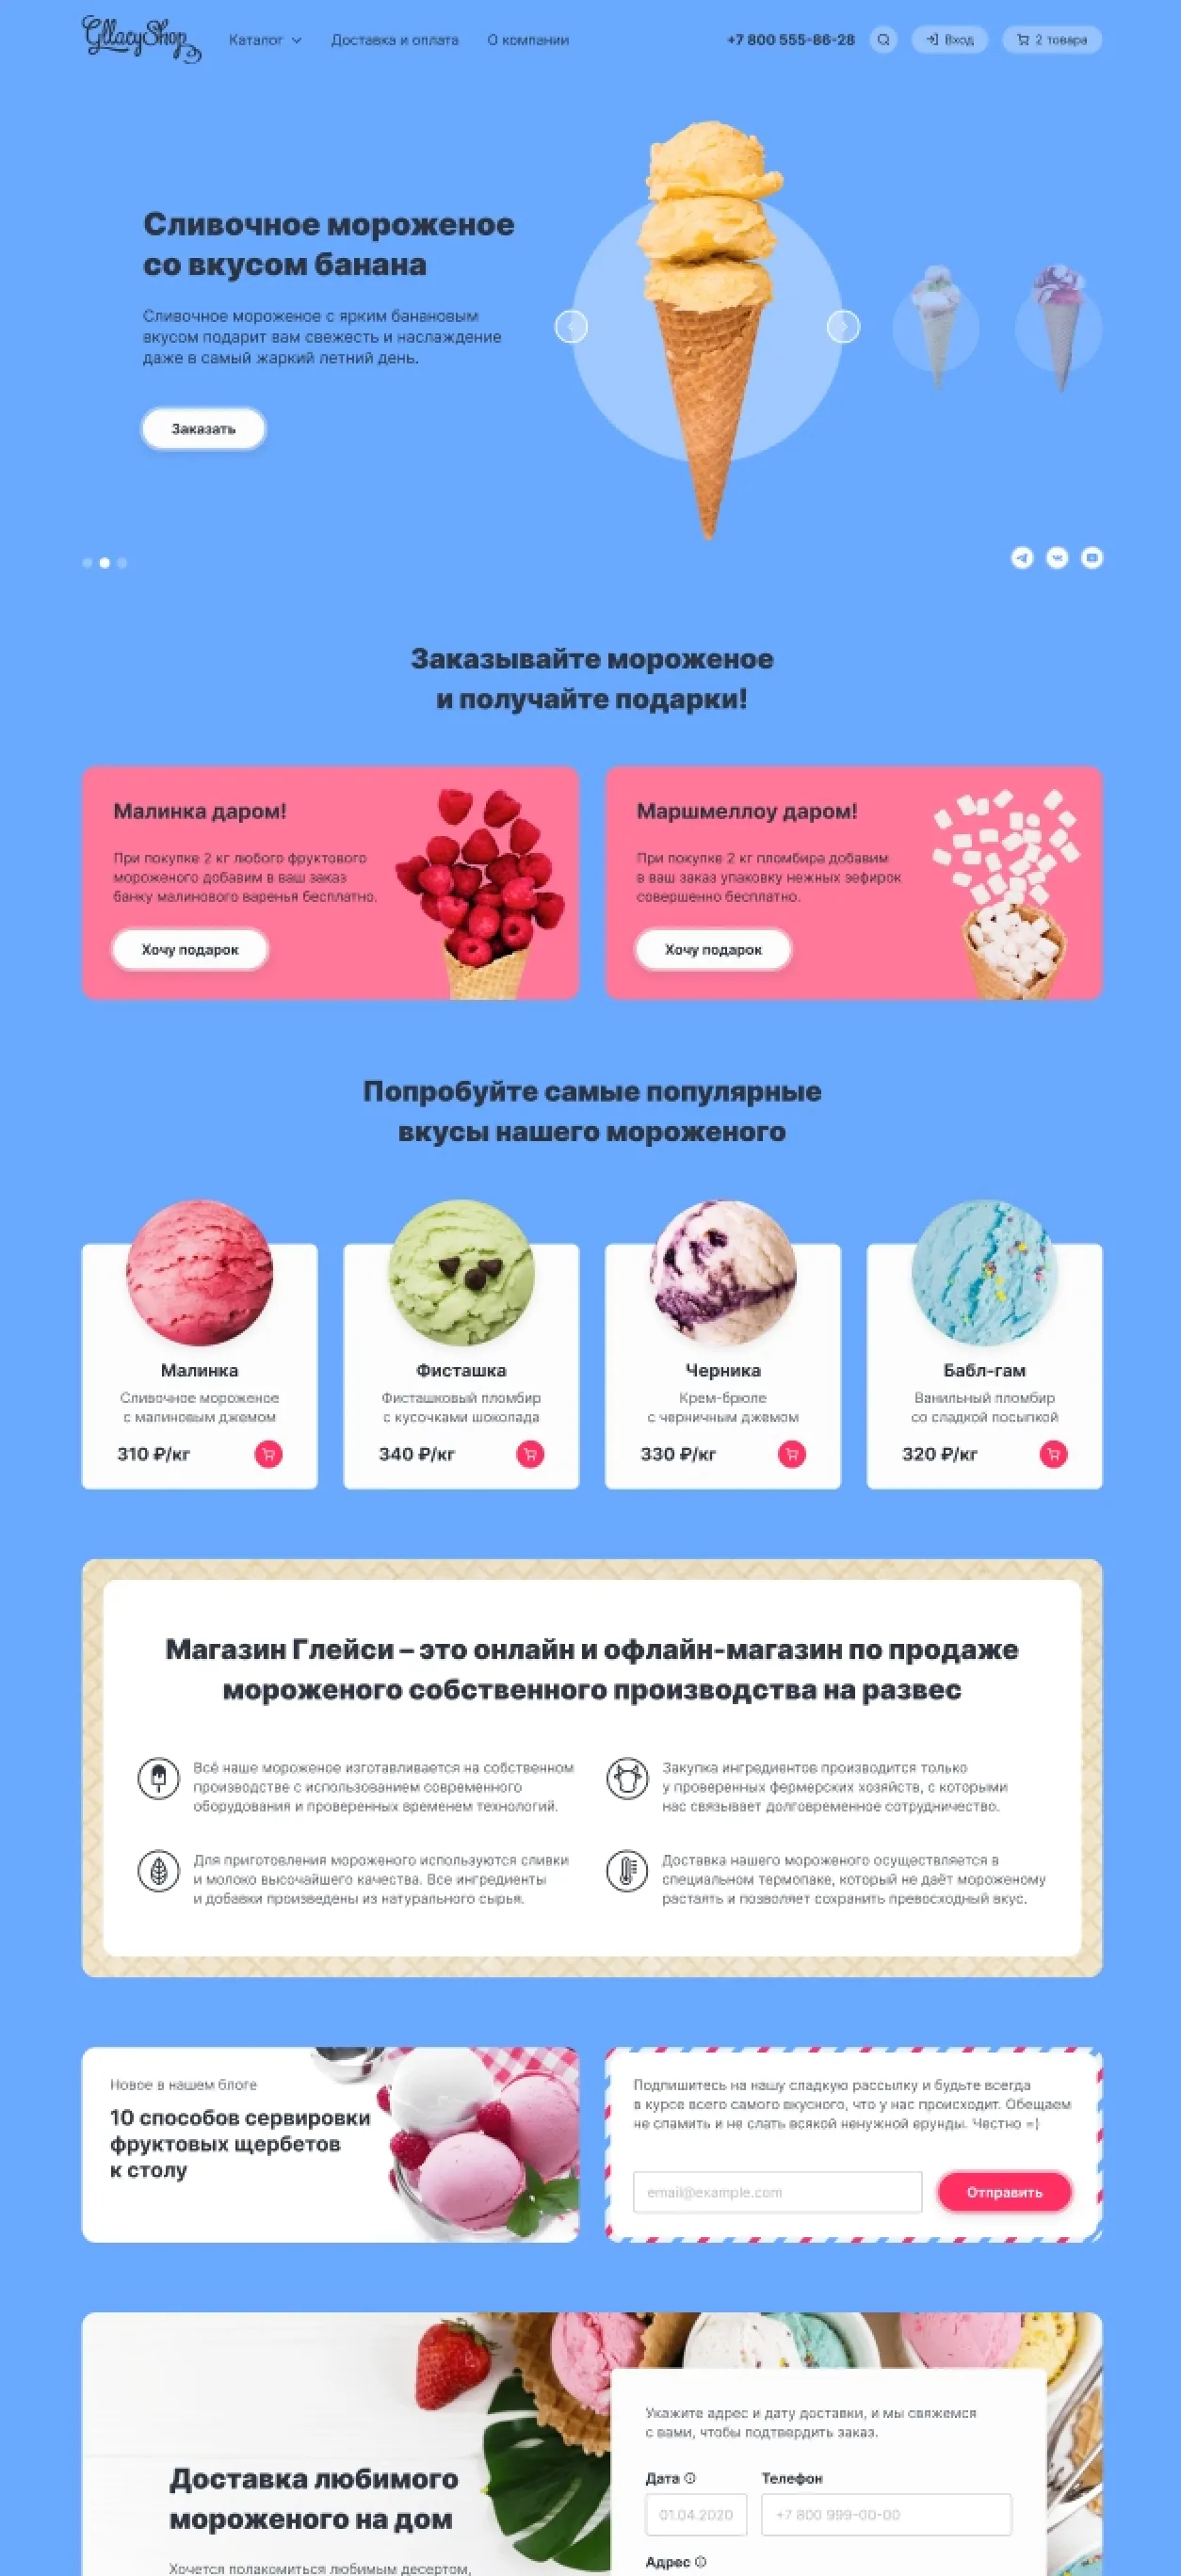 GllacyShop
Каталог
Доставка и оплата
О компании
+7 800 555-86-28
Вход
2 товара
Сливочное мороженое
со вкусом банана
Сливочное мороженое с ярким банановым
вкусом подарит вам свежесть и наслаждение
даже в самый жаркий летний день.
Заказать
Заказывайте мороженое
и получайте подарки!
Малинка даром!
При покупке 2 кг любого фруктового
мороженого добавим в ваш заказ
банку малинового варенья бесплатно.
Хочу подарок
Маршмеллоу даром!
При покупке 2 кг пломбира добавим
в ваш заказ упаковку нежных зефирок
совершенно бесплатно.
Хочу подарок
Попробуйте самые популярные
вкусы нашего мороженого
Малинка
Сливочное мороженое
с малиновым джемом
310 ₽/кг
Фисташка
Фисташковый пломбир
с кусочками шоколада
340 ₽/кг
Черника
Крем-брюле
с черничным джемом
330 ₽/кг
Бабл-гам
Ванильный пломбир
со сладкой посыпкой
320 ₽/кг
Магазин Глейси – это онлайн и офлайн-магазин по продаже
мороженого собственного производства на развес
Всё наше мороженое изготавливается на собственном
производстве с использованием современного
оборудования и проверенных временем технологий.
Закупка ингредиентов производится только
у проверенных фермерских хозяйств, с которыми
нас связывает долговременное сотрудничество.
Для приготовления мороженого используются сливки
и молоко высочайшего качества. Все ингредиенты
и добавки произведены из натурального сырья.
Доставка нашего мороженого осуществляется в
специальном термопаке, который не даёт мороженому
растаять и позволяет сохранить превосходный вкус.
Новое в нашем блоге
10 способов сервировки
фруктовых щербетов
к столу
Подпишитесь на нашу сладкую рассылку и будьте всегда
в курсе всего самого вкусного, что у нас происходит. Обещаем
не спамить и не слать всякой ненужной ерунды. Честно =)
email@example.com
Отправить
Доставка любимого
мороженого на дом
Хочется полакомиться любимым десертом,
Укажите адрес и дату доставки, и мы свяжемся
с вами, чтобы подтвердить заказ.
Дата
Телефон
01.04.2020
+7 800 999-00-00
Адрес